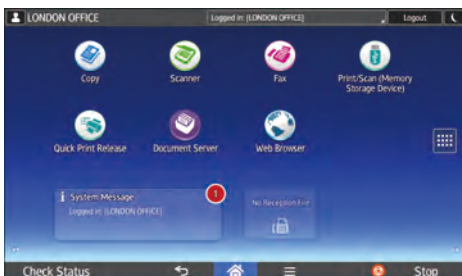 LONDON OFFICE
Logged in: [LONDON OFFICE]
Logout
Copy
Scanner
Fax
Print/Scan (Memory
Storage Device)
Quick Print Release
Document Server
Web Browser
System Message
1
Logged in: [LONDON OFFICE]
No Reception File
Check Status
Stop